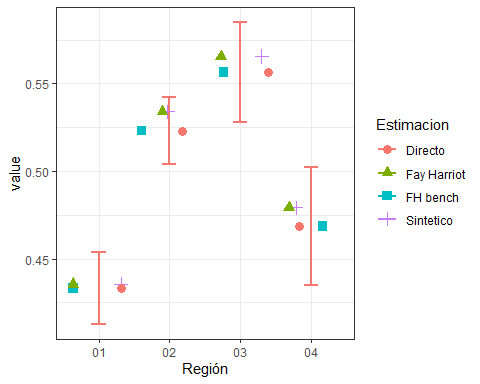 0.55
0.50
0.45
value
01
02
03
04
Región
Estimacion
Directo
Fay Harriot
FH bench
Sintetico